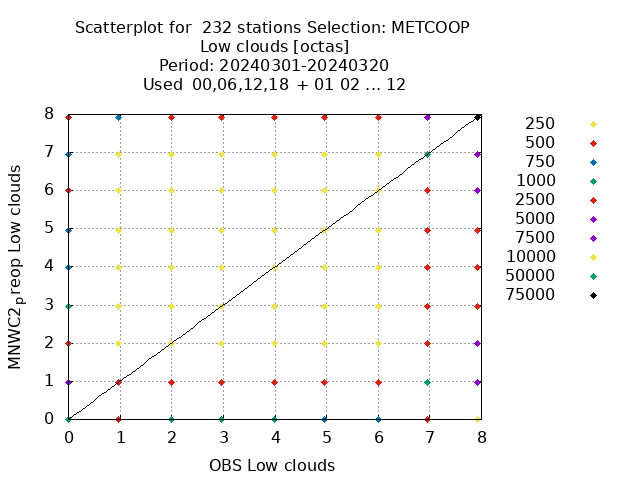 Scatterplot for  232 stations Selection: METCOOP
Low clouds [octas]
Period: 20240301-20240320
Used  00,06,12,18  + 01 02 ... 12
MNWC2preop Low clouds
8
7
6
5
4
3
2
1
0
0 1 2 3 4 5 6 7 8
OBS Low clouds
250
500
750
1000
2500
5000
7500
10000
50000
75000